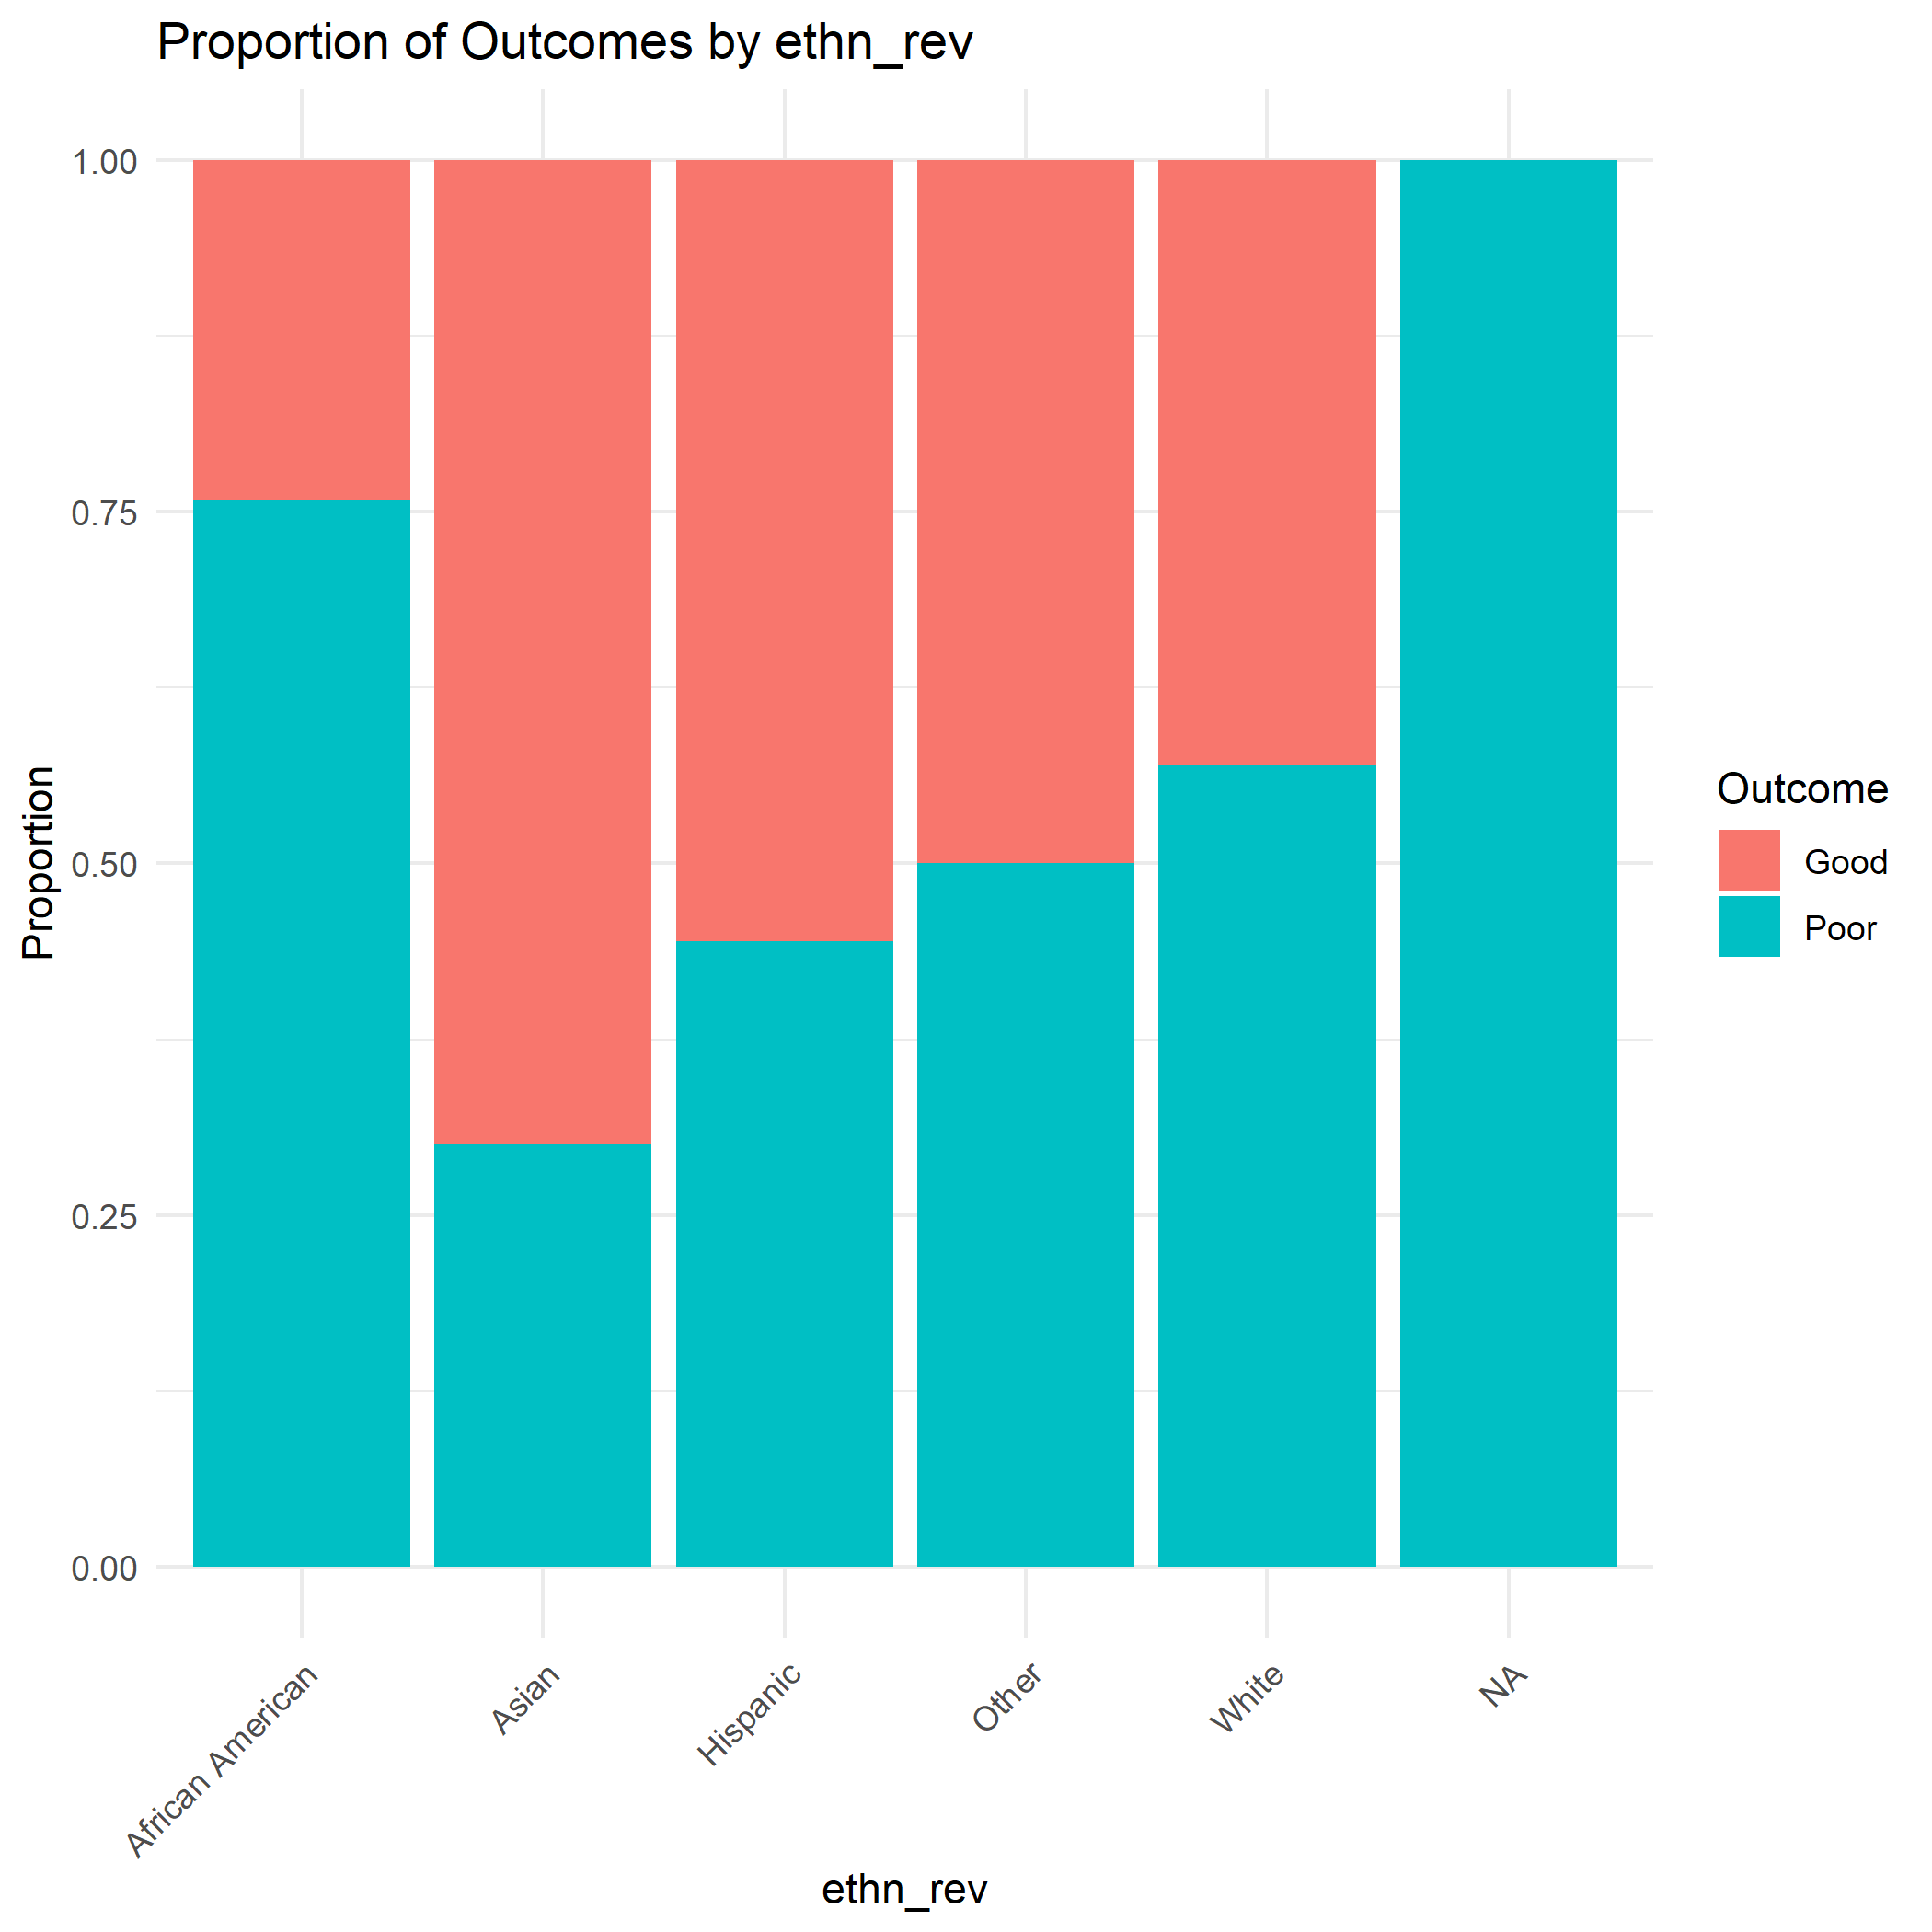 Proportion of Outcomes by ethn_rev
1.00
0.75
0.50
0.25
0.00
Proportion
African American
Asian
Hispanic
Other
White
NA
ethn_rev
Outcome
Good
Poor